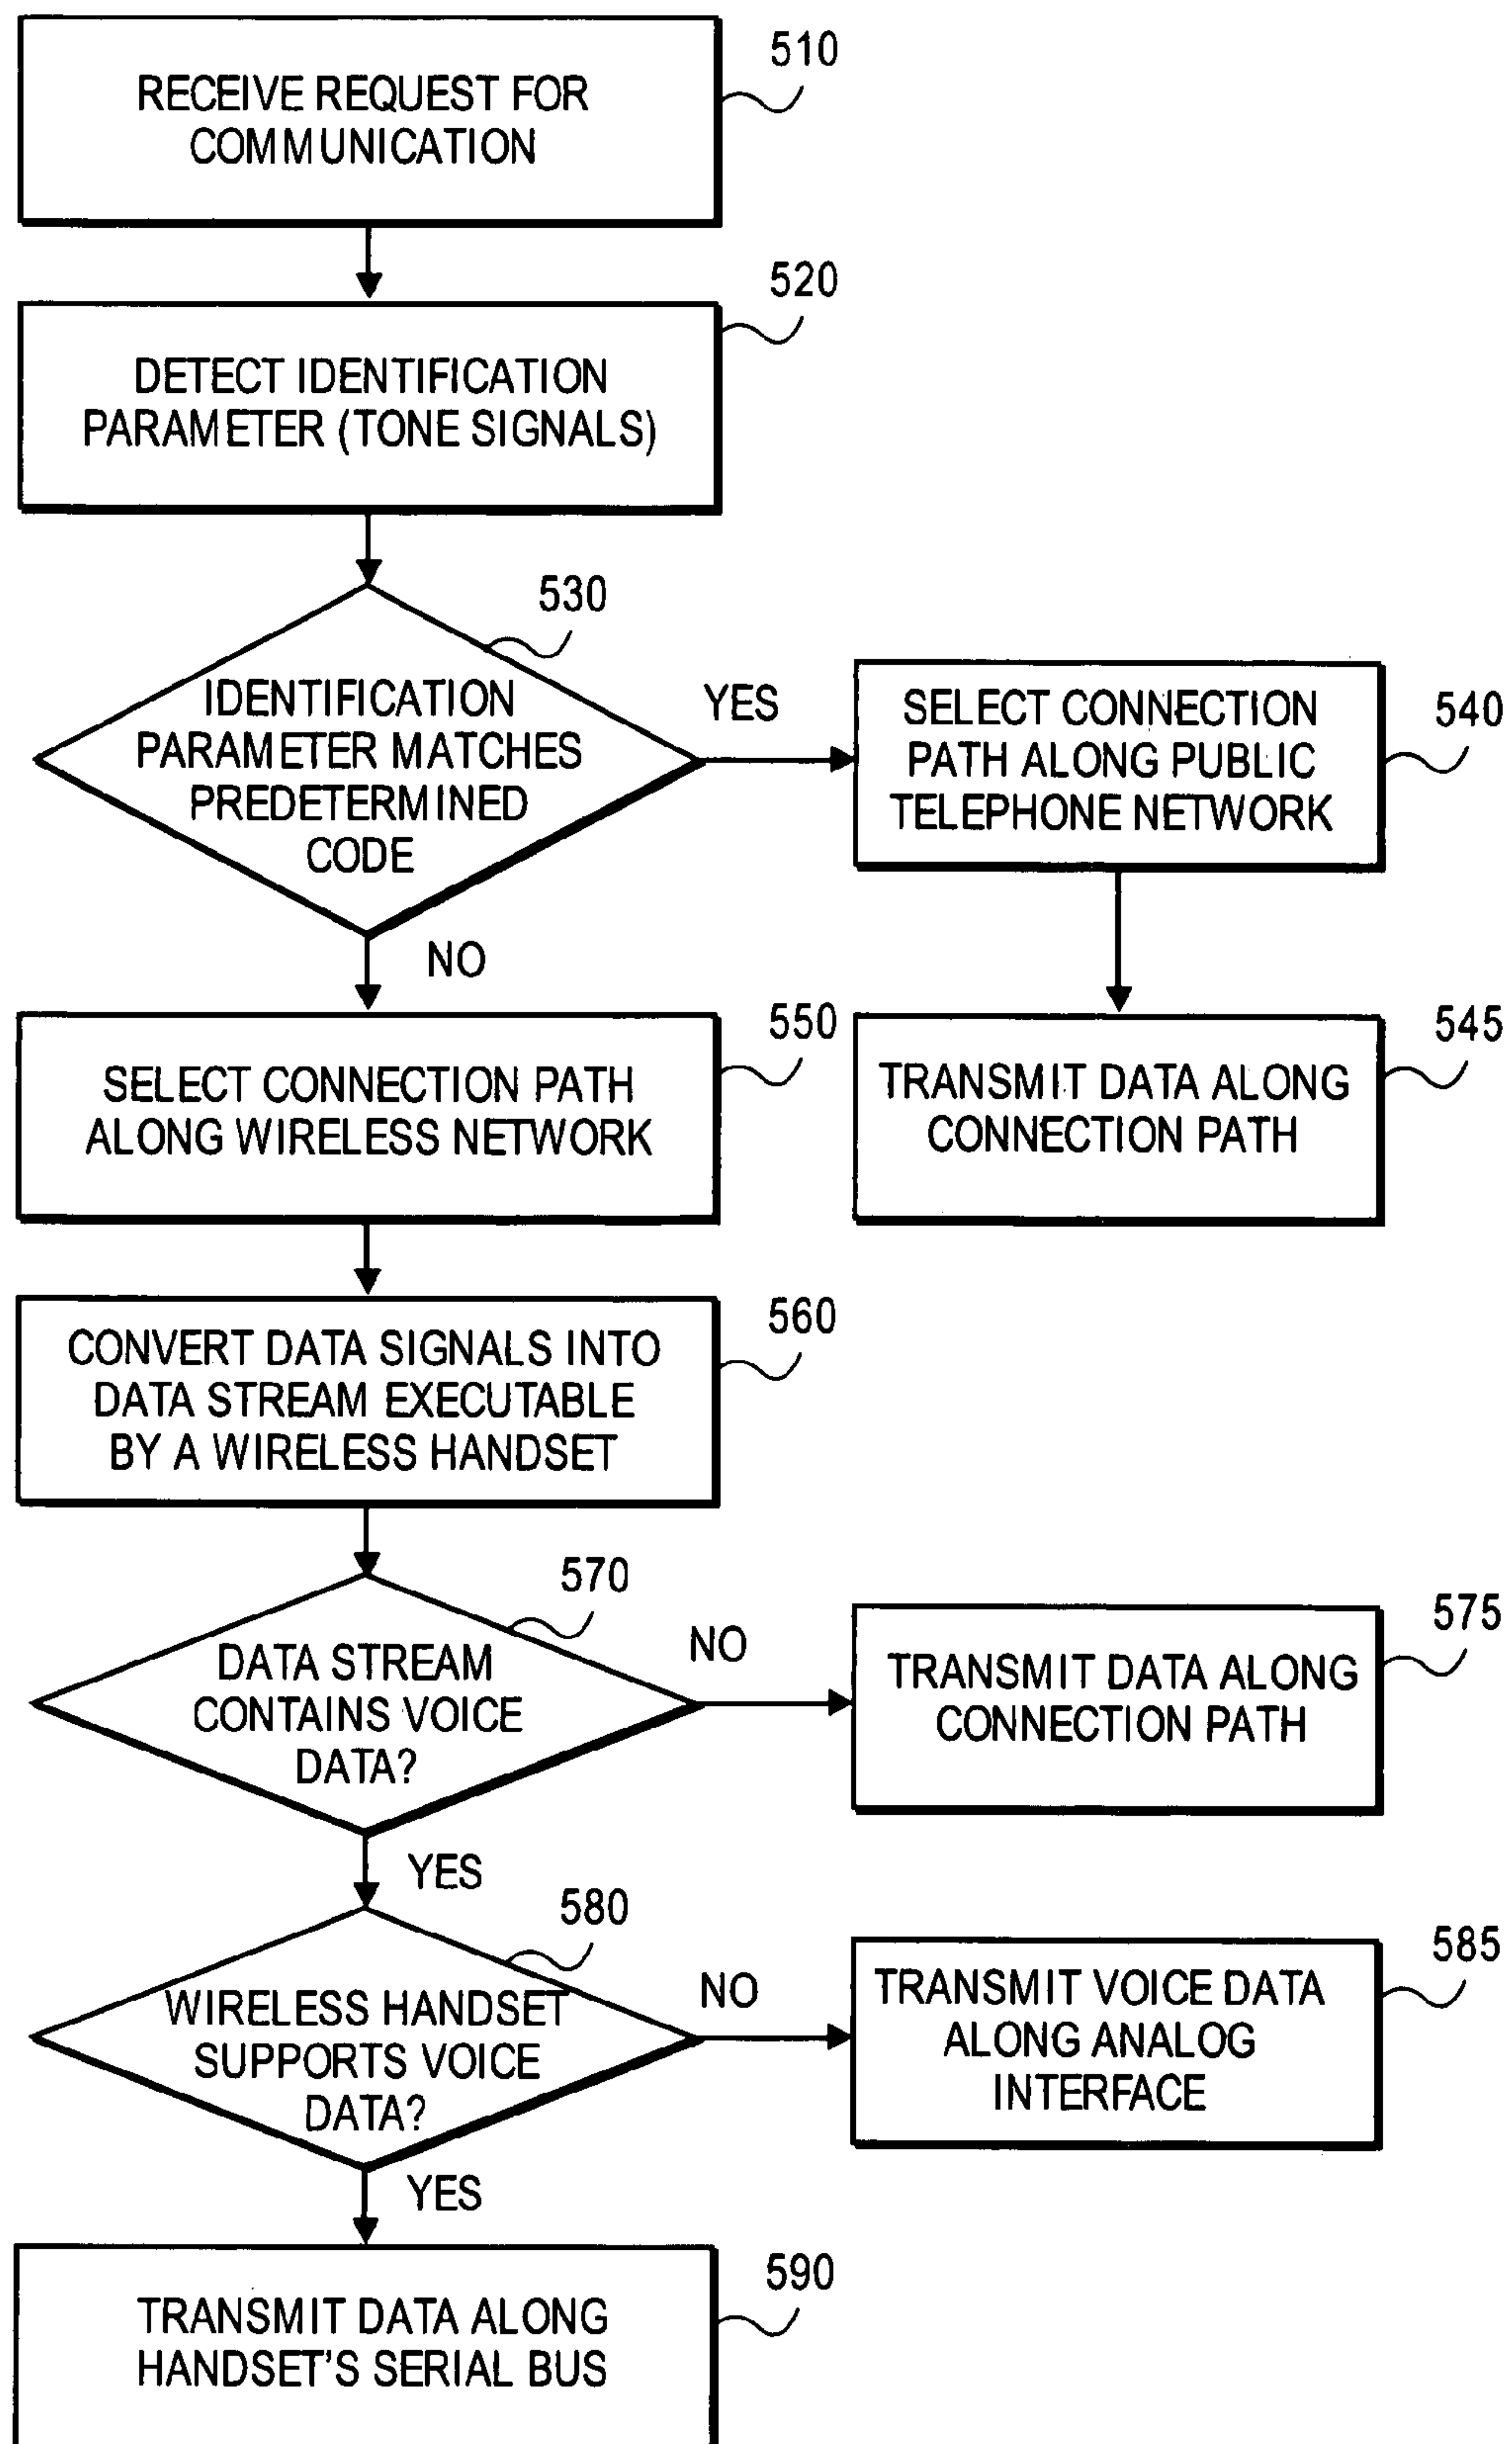 510
RECEIVE REQUEST FOR
COMMUNICATION
520
DETECT IDENTIFICATION
PARAMETER (TONE SIGNALS)
530
IDENTIFICATION
PARAMETER MATCHES
PREDETERMINED
CODE
YES
SELECT CONNECTION
PATH ALONG PUBLIC
TELEPHONE NETWORK
540
NO
550
SELECT CONNECTION PATH
ALONG WIRELESS NETWORK
545
TRANSMIT DATA ALONG
CONNECTION PATH
560
CONVERT DATA SIGNALS INTO
DATA STREAM EXECUTABLE
BY A WIRELESS HANDSET
570
DATA STREAM
CONTAINS VOICE
DATA?
NO
575
TRANSMIT DATA ALONG
CONNECTION PATH
YES
580
WIRELESS HANDSET
SUPPORTS VOICE
DATA?
NO
585
TRANSMIT VOICE DATA
ALONG ANALOG
INTERFACE
YES
590
TRANSMIT DATA ALONG
HANDSET'S SERIAL BUS